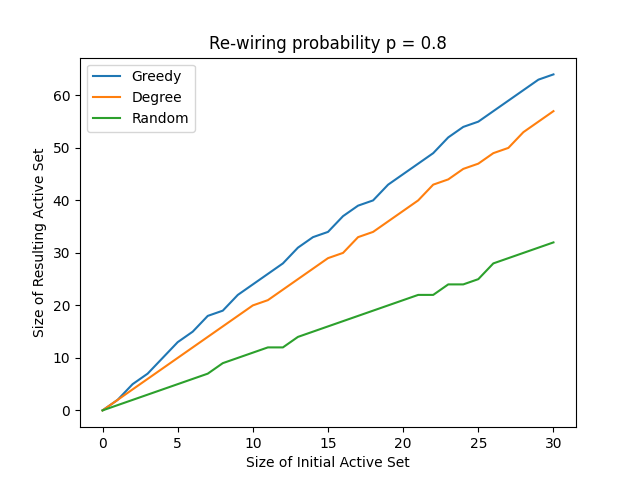 Re-wiring probability p = 0.8
Greedy
Degree
Random
Size of Resulting Active Set
60
50
40
30
20
10
0
0 5 10 15 20 25 30
Size of Initial Active Set